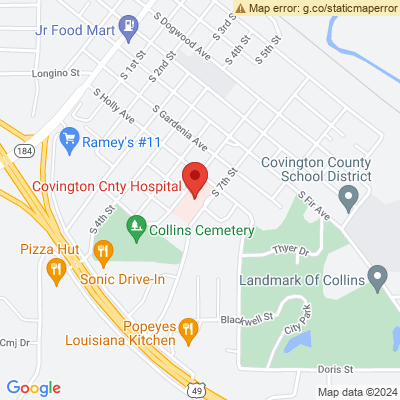 Map error: g.co/staticmaperror
S Dogwood Ave
S 3rd St
Jr Food Mart
S 4th St
S 5th St
S 1st St
Longino St
S 2nd St
S Holly Ave
S Gardenia Ave
Ramey's #11
184
Covington County
School District
Covington Cnty Hospital
S 7th St
S Fir Ave
S 4th St
Collins Cemetery
Pizza Hut
Thyer Dr
Sonic Drive-In
Landmark Of Collins
Blackwell St
City Park
Popeyes
Louisiana Kitchen
Cmj Dr
Doris St
49
Google
Map data ©2024